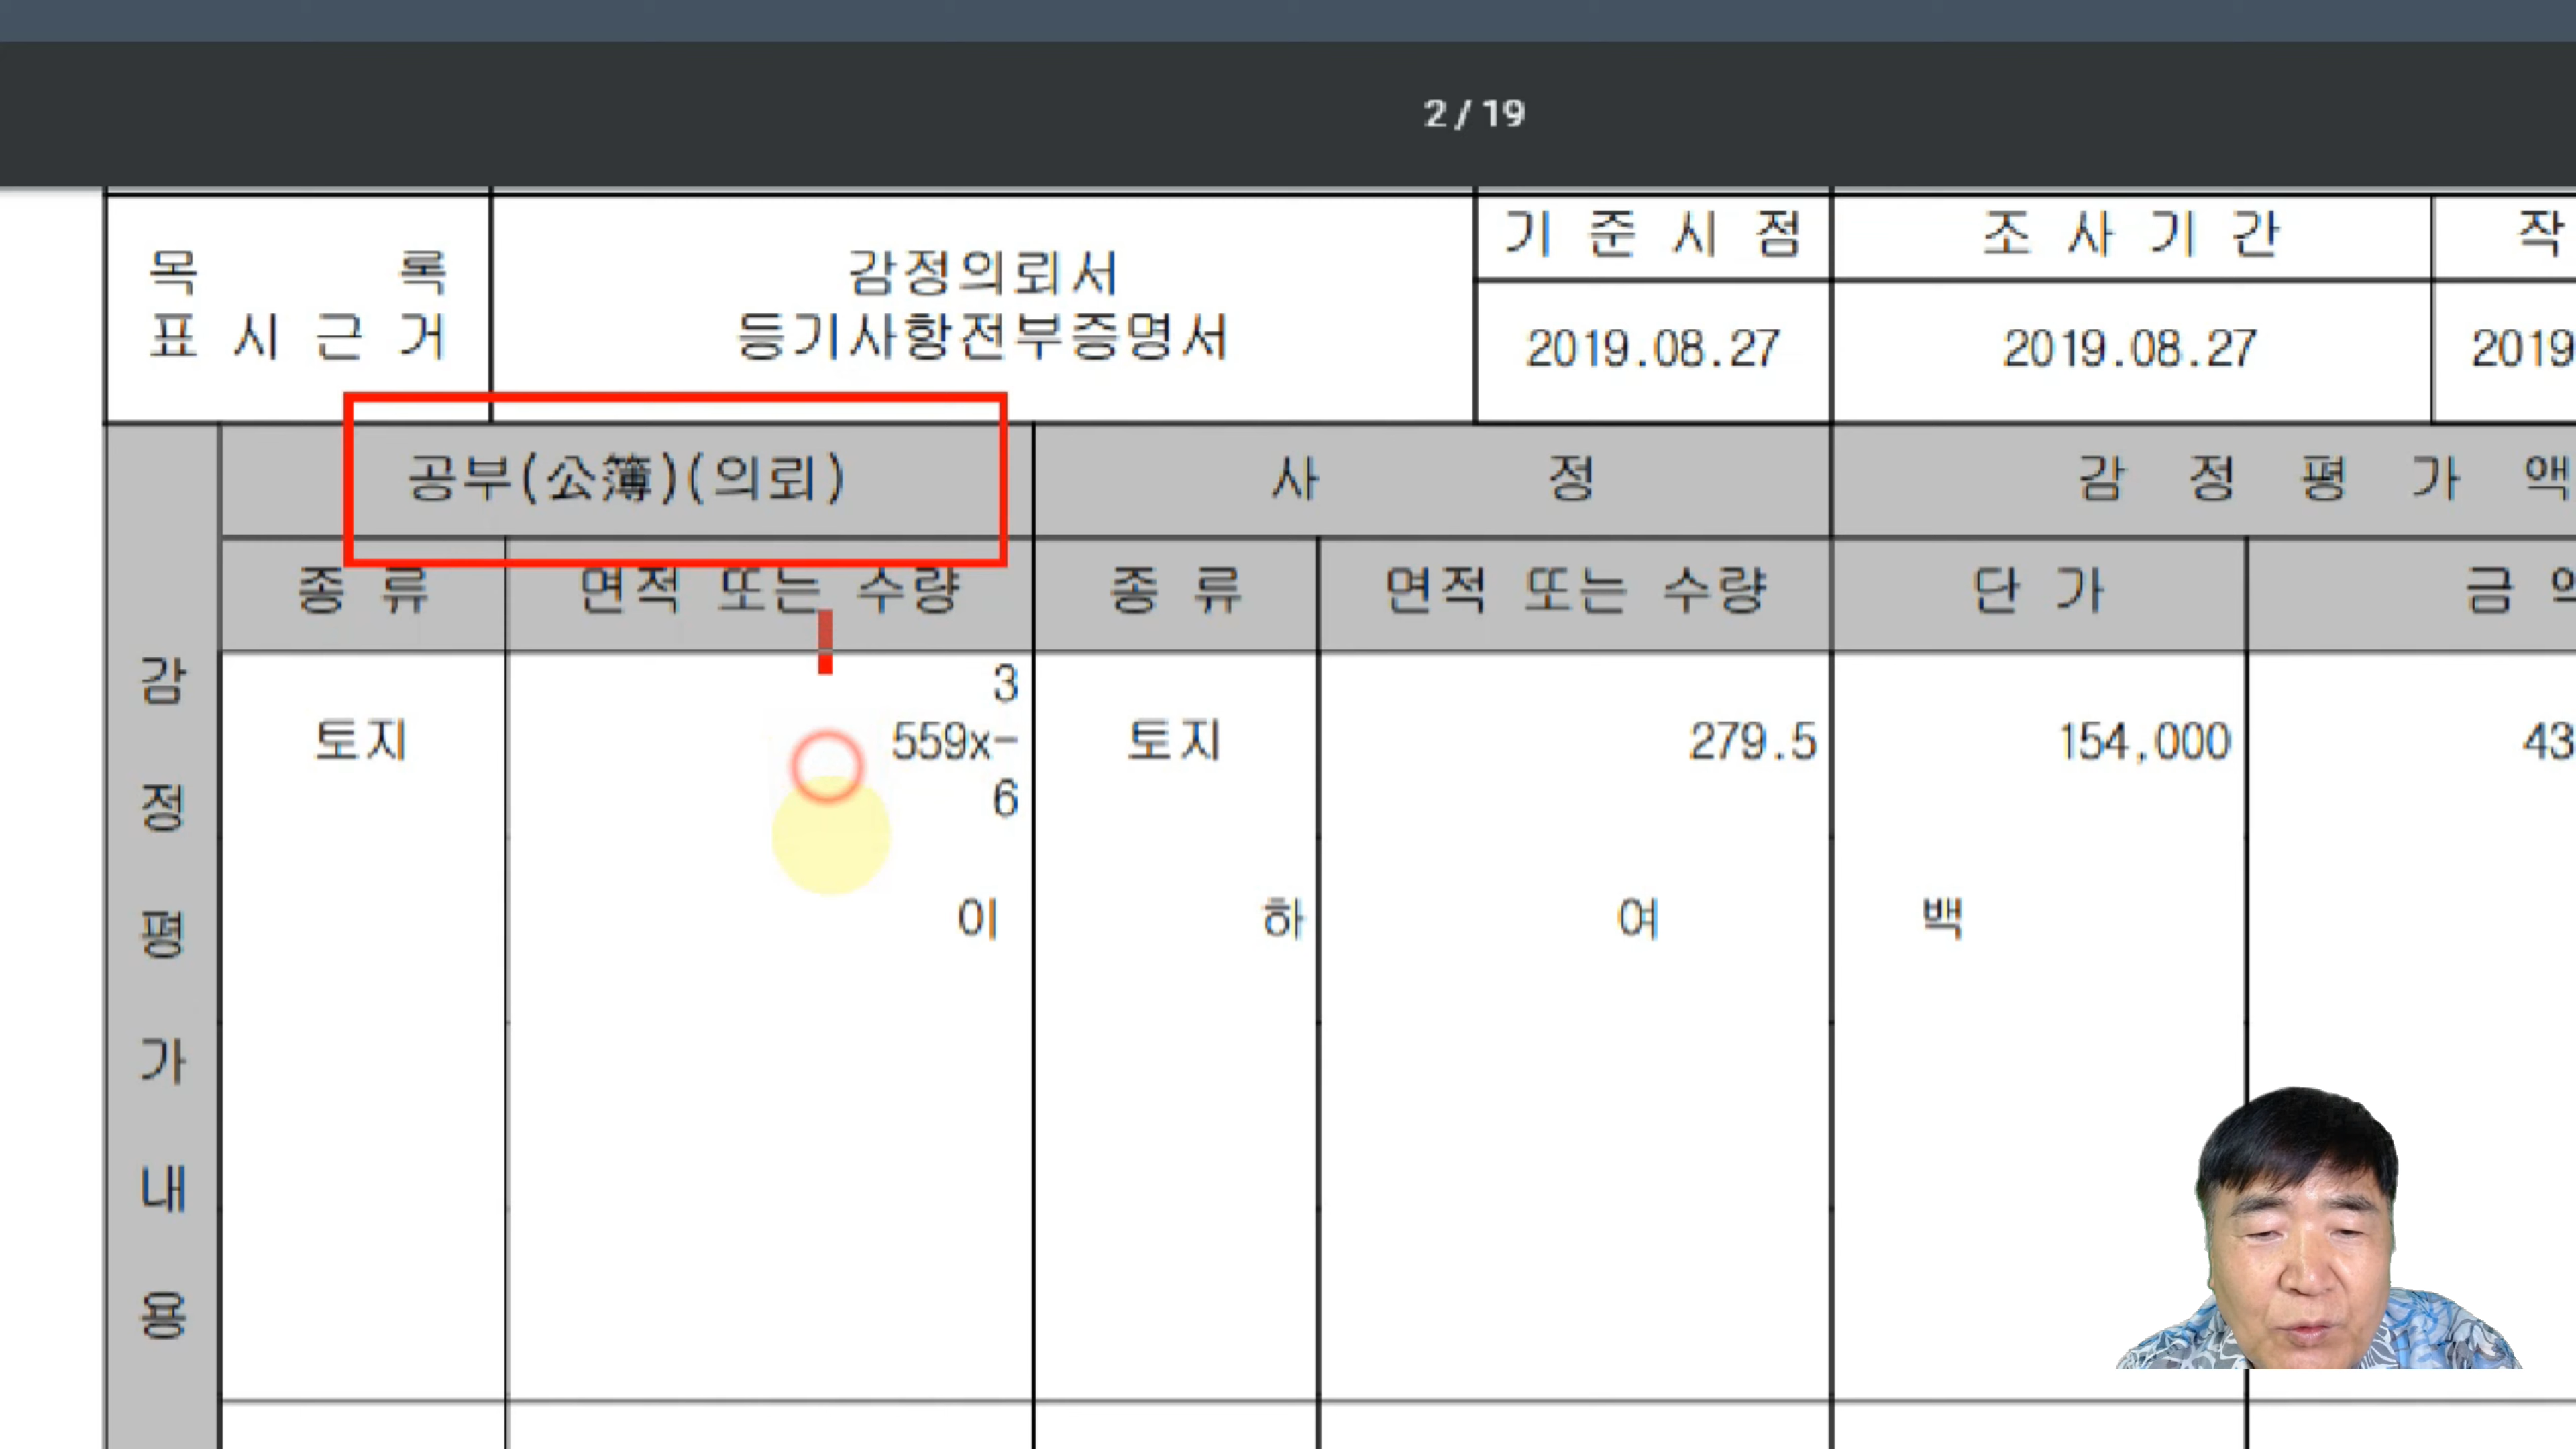 2 / 19
목 록
표 시 근 거
감정의뢰서
등기사항전부증명서
기 준 시 점
조 사 기 간
작
2019.08.27
2019.08.27
2019
공부(公簿)(의뢰)
사 정
감 정 평 가 액
종 류
면적 또는 수량
종 류
면적 또는 수량
단 가
금
감 정 평 가 내 용
토지
3
559x-
6
토지
279.5
154,000
43
이 하 여 백